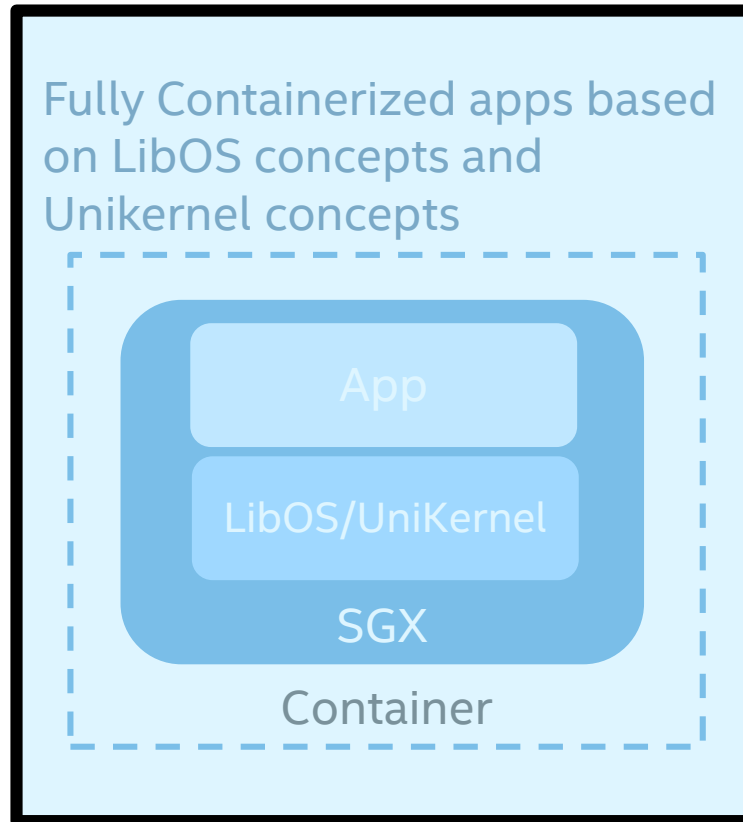 Fully Containerized apps based
on LibOS concepts and
Unikernel concepts
App
LibOS/UniKernel
SGX
Container